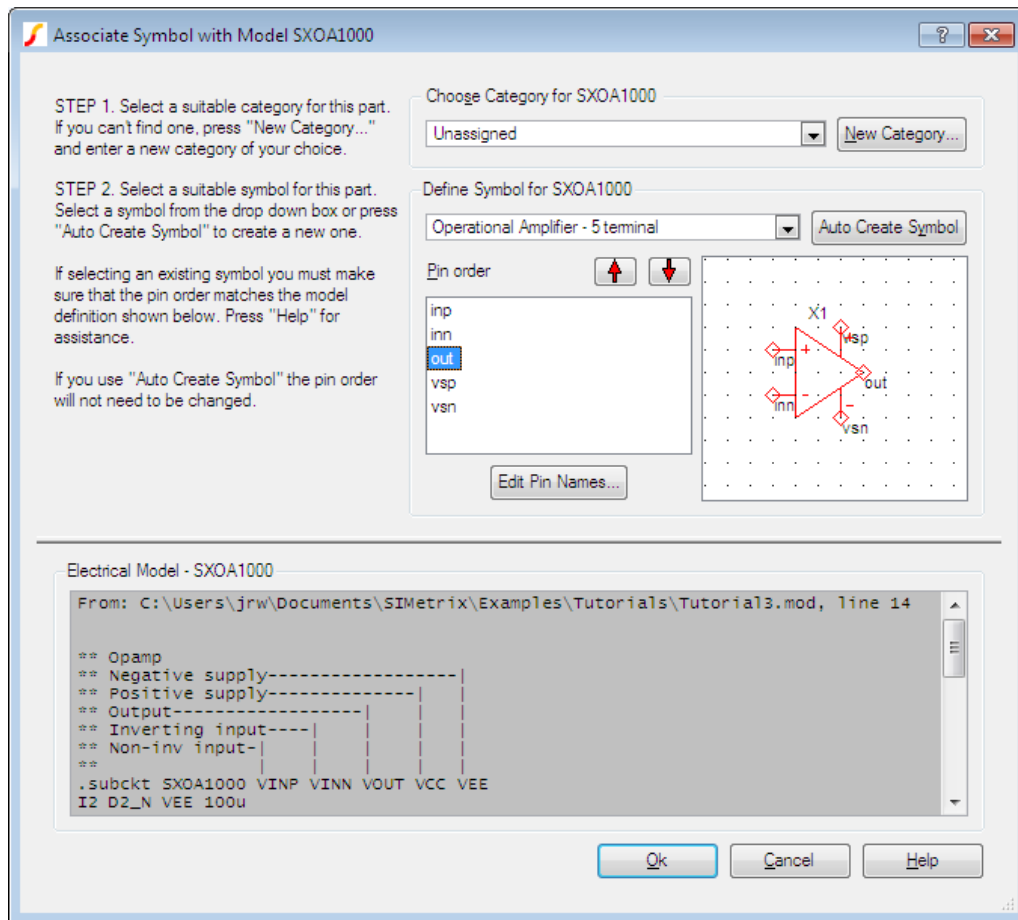 Associate Symbol with Model SXOA1000
STEP 1. Select a suitable category for this part.
If you can't find one, press "New Category..."
and enter a new category of your choice.
STEP 2. Select a suitable symbol for this part.
Select a symbol from the drop down box or press
"Auto Create Symbol" to create a new one.
If selecting an existing symbol you must make
sure that the pin order matches the model
definition shown below. Press "Help" for
assistance.
If you use "Auto Create Symbol" the pin order
will not need to be changed.
Choose Category for SXOA1000
Unassigned
New Category...
Define Symbol for SXOA1000
Operational Amplifier - 5 terminal
Auto Create Symbol
Pin order
inp
inn
out
vsp
vsn
Edit Pin Names...
X1
vsp
+
inp
out
-
inn
-
vsn
Electrical Model - SXOA1000
From: C:\Users\jrw\Documents\SIMetrix\Examples\Tutorials\Tutorial3.mod, line 14
** Opamp
** Negative supply------------------|
** Positive supply--------------|    |
** Output------------------|    |    |
** Inverting input----|    |    |    |
** Non-inv input-|    |    |    |    |
**               |    |    |    |    |
.subckt SXOA1000 VINP VINN VOUT VCC VEE
I2 D2_N VEE 100u
Ok
Cancel
Help